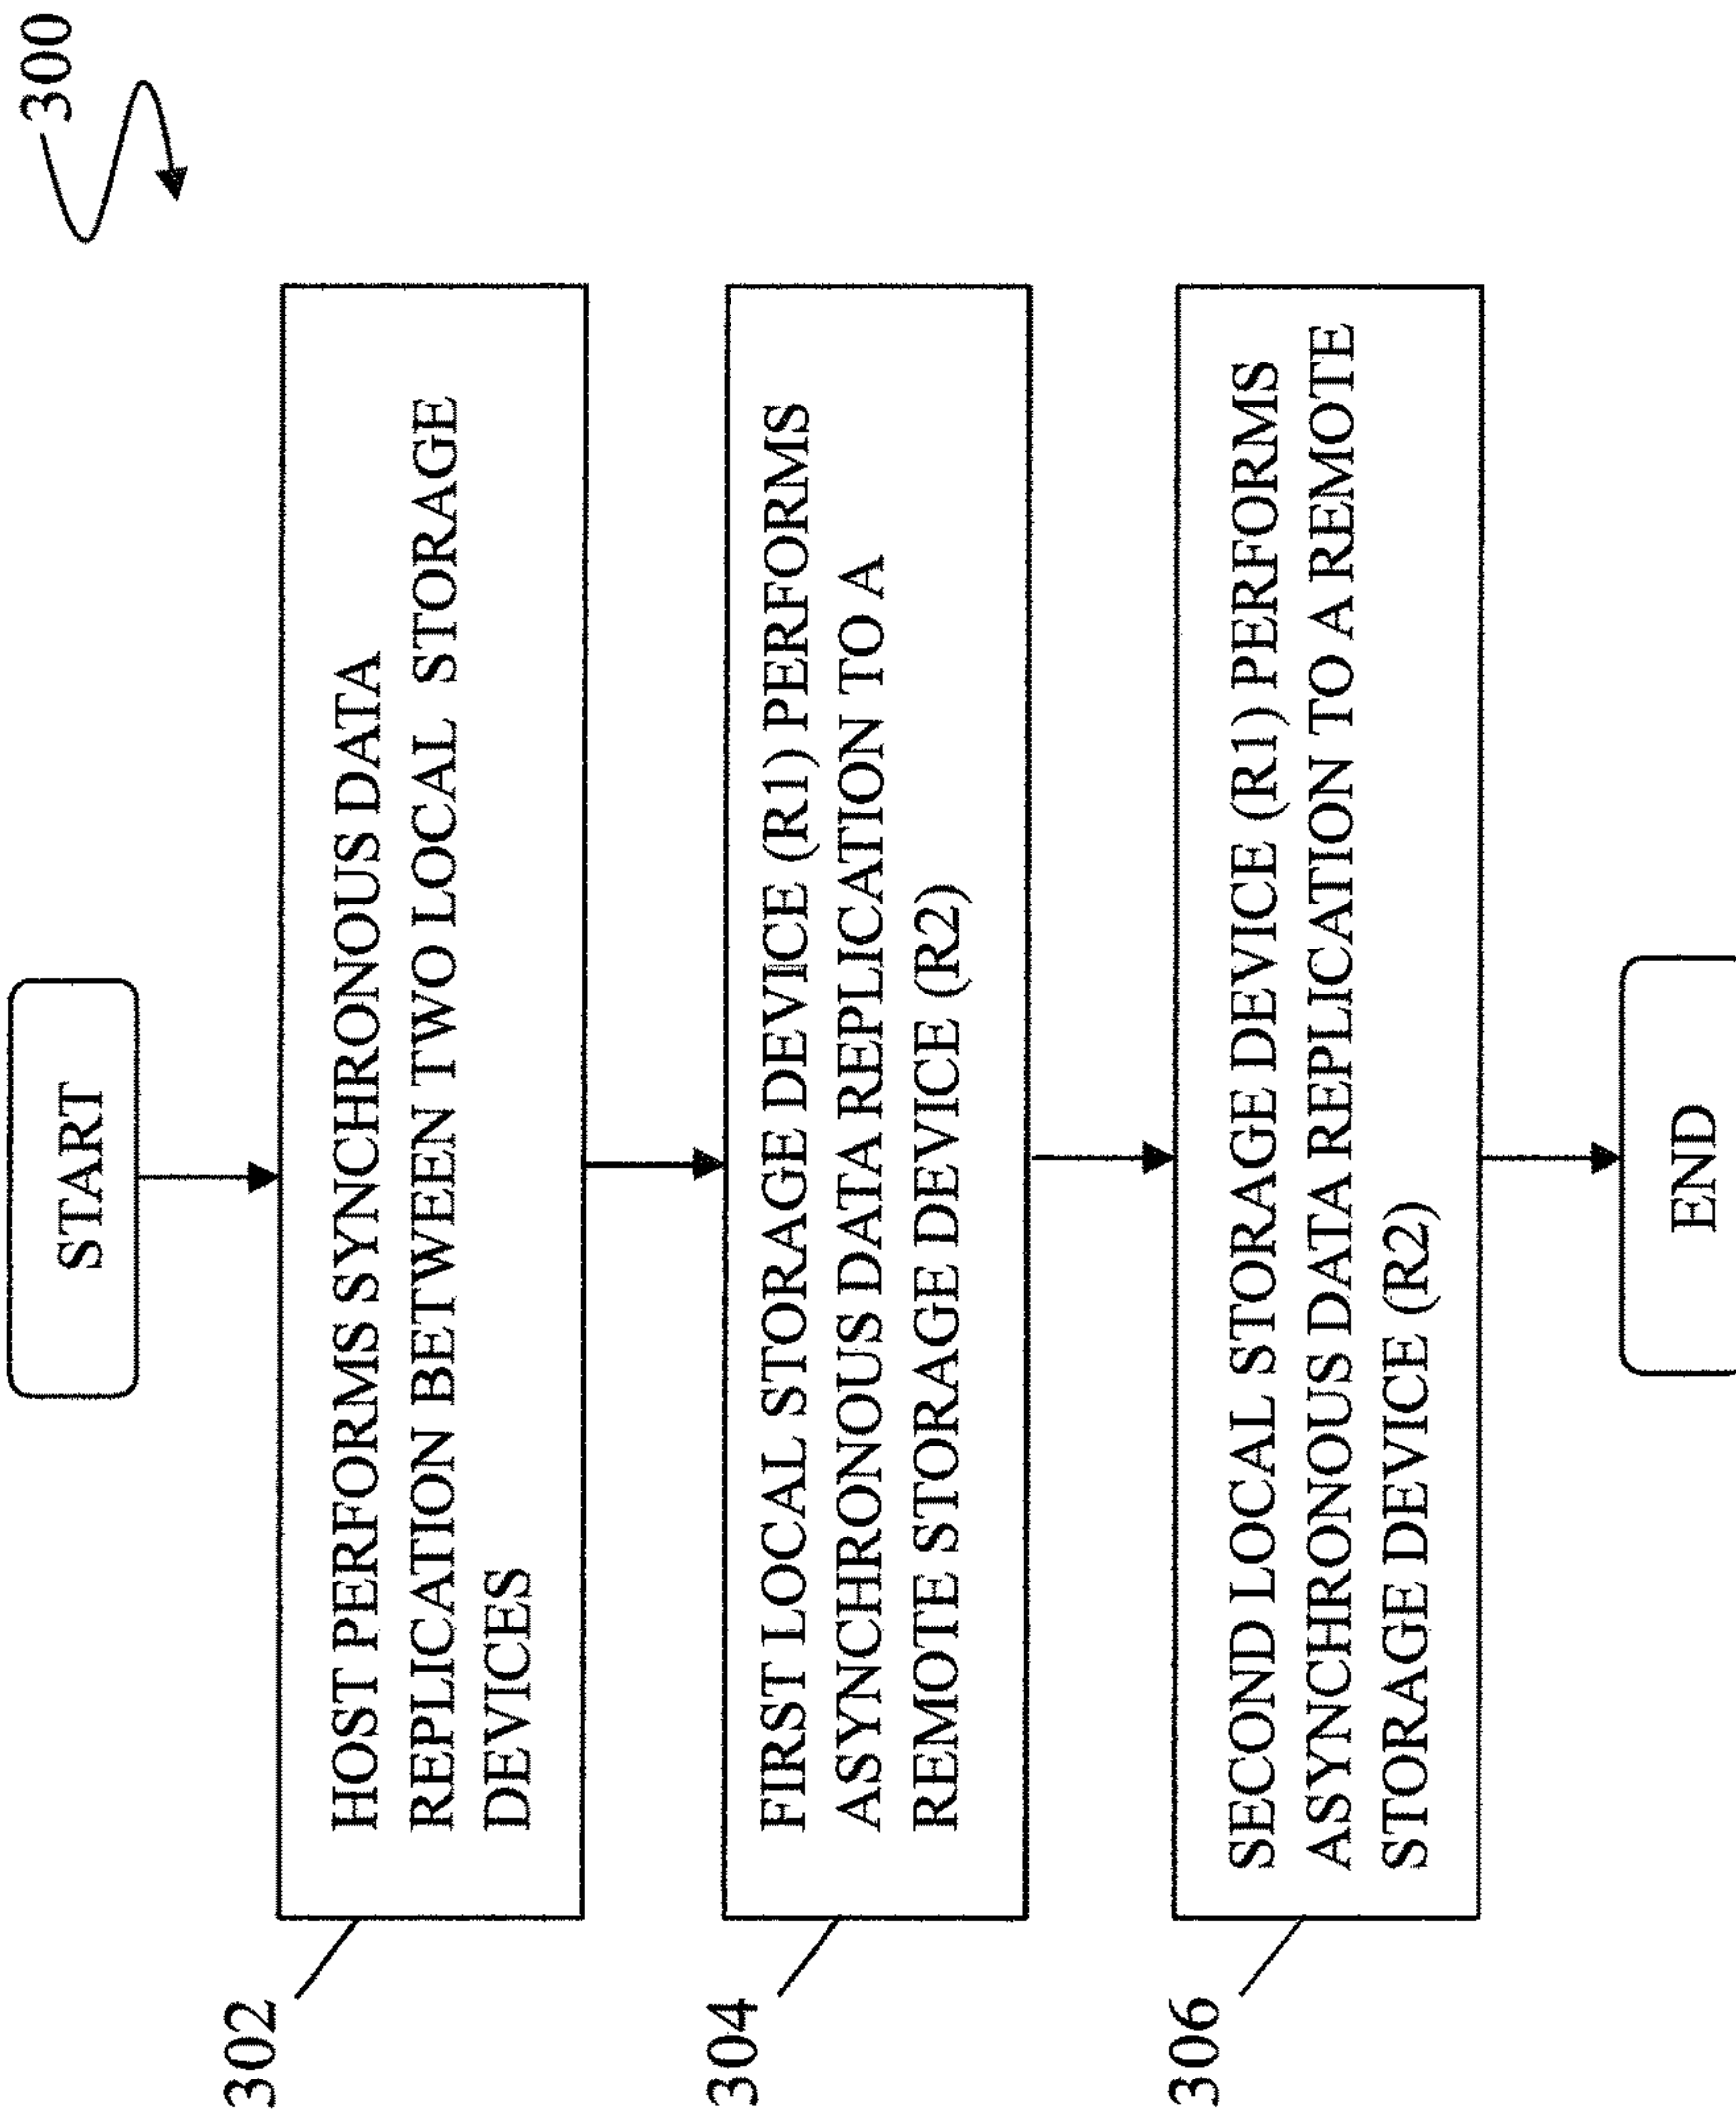 300
START
302
HOST PERFORMS SYNCHRONOUS DATA
REPLICATION BETWEEN TWO LOCAL STORAGE
DEVICES
304
FIRST LOCAL STORAGE DEVICE (R1) PERFORMS
ASYNCHRONOUS DATA REPLICATION TO A
REMOTE STORAGE DEVICE (R2)
306
SECOND LOCAL STORAGE DEVICE (R1) PERFORMS
ASYNCHRONOUS DATA REPLICATION TO A REMOTE
STORAGE DEVICE (R2)
END